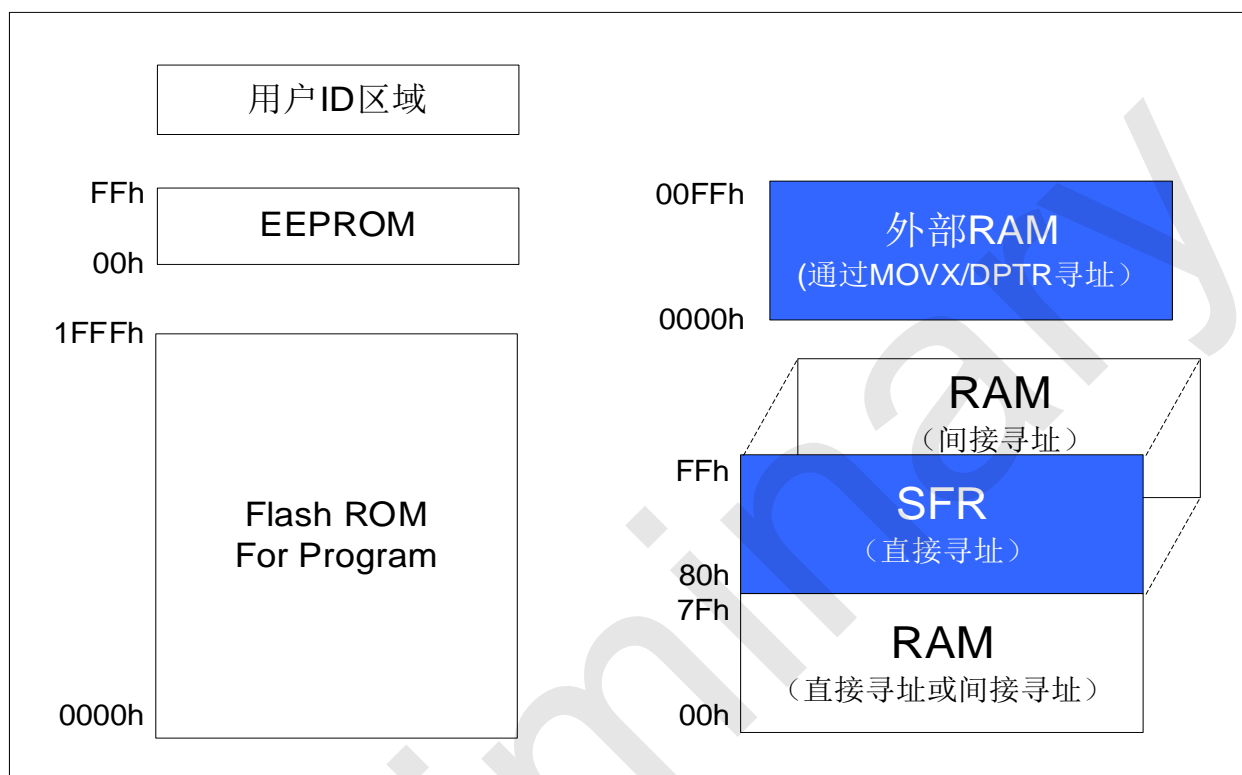 用户ID区域
FFh
EEPROM
00h
1FFFh
Flash ROM
For Program
0000h
00FFh
外部RAM
(通过MOVX/DPTR寻址）
0000h
RAM
（间接寻址）
FFh
SFR
（直接寻址）
80h
7Fh
RAM
（直接寻址或间接寻址）
00h
minary